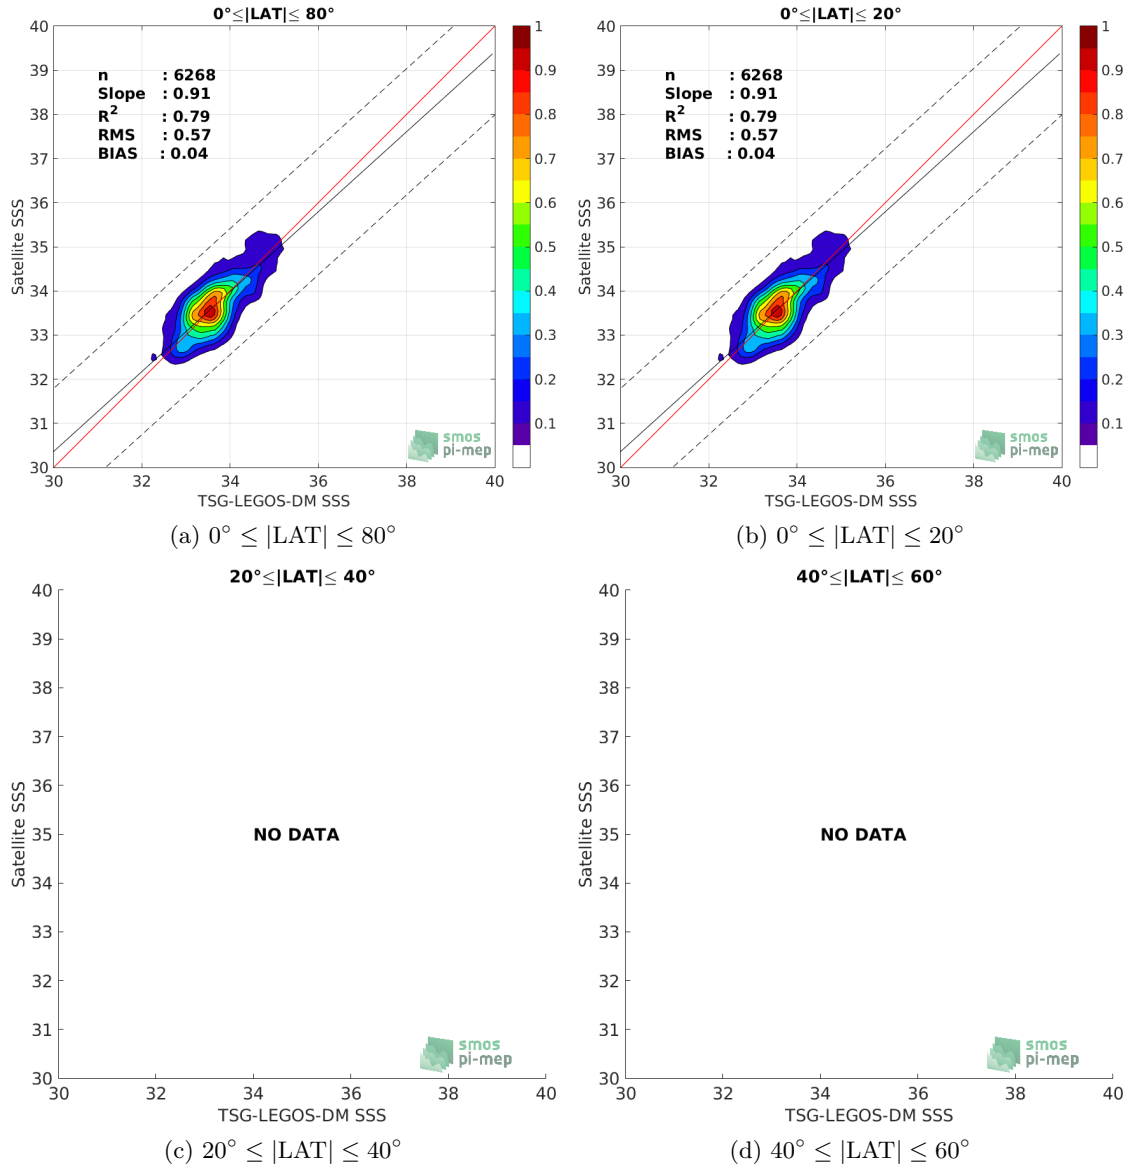 0°≤|LAT|≤ 80°
40
39
38
37
36
35
34
33
32
31
30
Satellite SSS
n : 6268
Slope : 0.91
R² : 0.79
RMS : 0.57
BIAS : 0.04
smos
pi-mep
30 32 34 36 38 40
TSG-LEGOS-DM SSS
1
0.9
0.8
0.7
0.6
0.5
0.4
0.3
0.2
0.1
(a) 0° ≤ |LAT| ≤ 80°
0°≤|LAT|≤ 20°
40
39
38
37
36
35
34
33
32
31
30
Satellite SSS
n : 6268
Slope : 0.91
R² : 0.79
RMS : 0.57
BIAS : 0.04
smos
pi-mep
30 32 34 36 38 40
TSG-LEGOS-DM SSS
1
0.9
0.8
0.7
0.6
0.5
0.4
0.3
0.2
0.1
(b) 0° ≤ |LAT| ≤ 20°
20°≤|LAT|≤ 40°
40
39
38
37
36
35
34
33
32
31
30
Satellite SSS
NO DATA
smos
pi-mep
30 32 34 36 38 40
TSG-LEGOS-DM SSS
(c) 20° ≤ |LAT| ≤ 40°
40°≤|LAT|≤ 60°
40
39
38
37
36
35
34
33
32
31
30
Satellite SSS
NO DATA
smos
pi-mep
30 32 34 36 38 40
TSG-LEGOS-DM SSS
(d) 40° ≤ |LAT| ≤ 60°